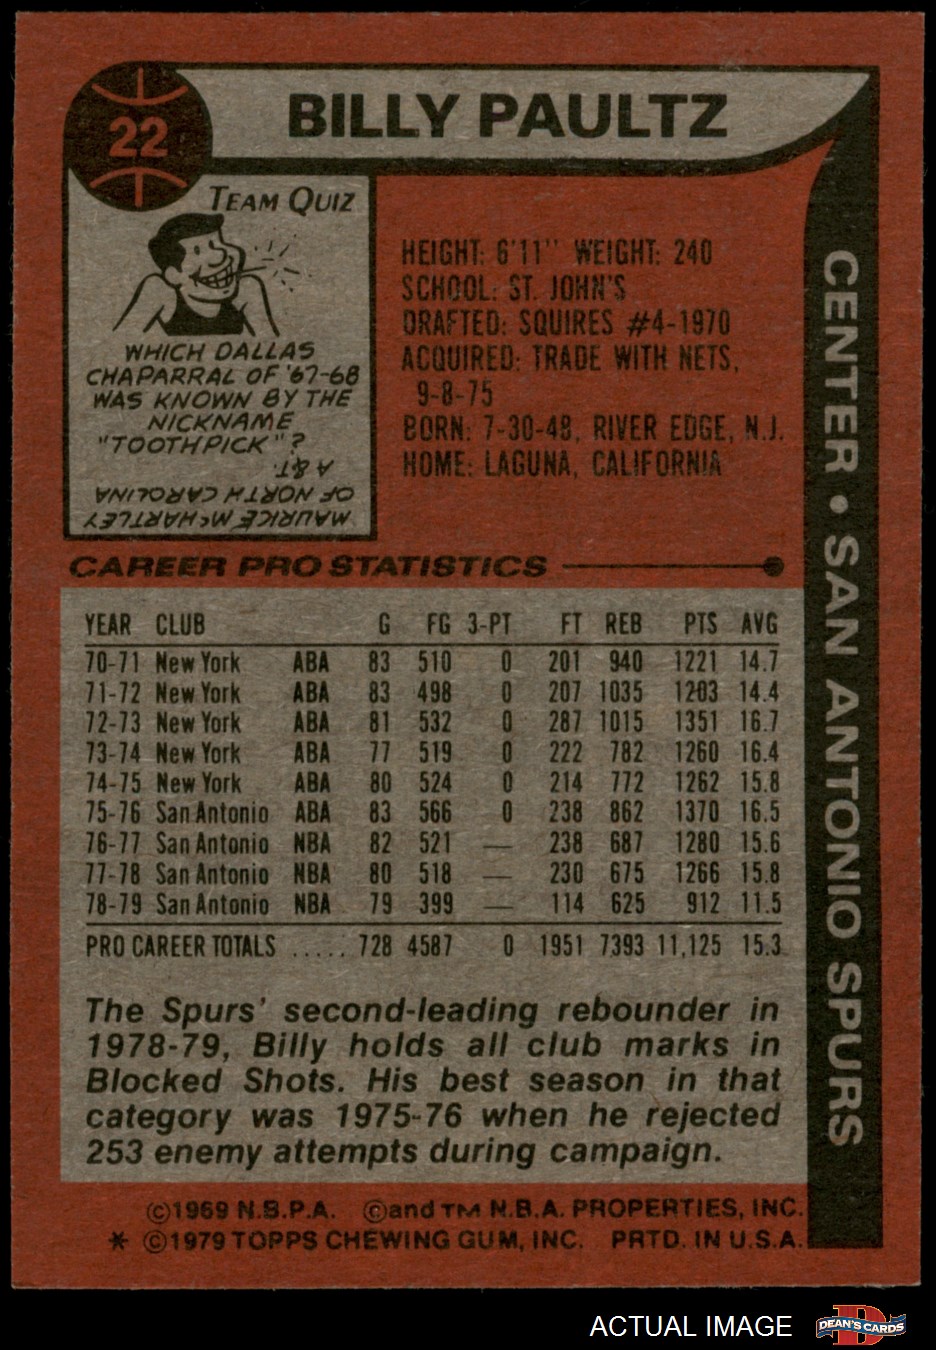 22
BILLY PAULTZ
TEAM QUIZ
WHICH DALLAS
CHAPARRAL OF '67-68
WAS KNOWN BY THE
NICKNAME
"TOOTHPICK"?
MAURICE McHARTLEY
OF NORTH CAROLINA
A & T.
HEIGHT: 6'11" WEIGHT: 240
SCHOOL: ST. JOHN'S
DRAFTED: SQUIRES #4-1970
ACQUIRED: TRADE WITH NETS,
9-8-75
BORN: 7-30-48, RIVER EDGE, N.J.
HOME: LAGUNA, CALIFORNIA
CENTER • SAN ANTONIO SPURS
CAREER PRO STATISTICS
YEAR CLUB G FG 3-PT FT REB PTS AVG
70-71 New York ABA 83 510 0 201 940 1221 14.7
71-72 New York ABA 83 498 0 207 1035 1203 14.4
72-73 New York ABA 81 532 0 287 1015 1351 16.7
73-74 New York ABA 77 519 0 222 782 1260 16.4
74-75 New York ABA 80 524 0 214 772 1262 15.8
75-76 San Antonio ABA 83 566 0 238 862 1370 16.5
76-77 San Antonio NBA 82 521 — 238 687 1280 15.6
77-78 San Antonio NBA 80 518 — 230 675 1266 15.8
78-79 San Antonio NBA 79 399 — 114 625 912 11.5
PRO CAREER TOTALS ..... 728 4587 0 1951 7393 11,125 15.3
The Spurs' second-leading rebounder in
1978-79, Billy holds all club marks in
Blocked Shots. His best season in that
category was 1975-76 when he rejected
253 enemy attempts during campaign.
©1969 N.B.P.A. ©and TM N.B.A. PROPERTIES, INC.
* ©1979 TOPPS CHEWING GUM, INC. PRTD. IN U.S.A.
ACTUAL IMAGE
D
DEAN'S CARDS